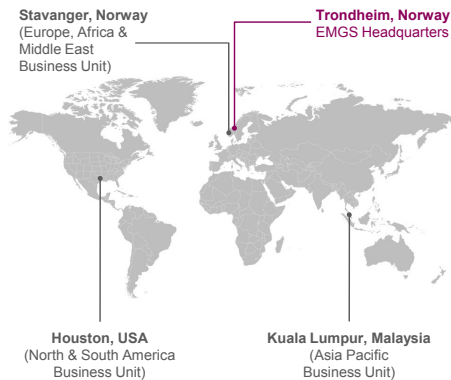 Stavanger, Norway
(Europe, Africa &
Middle East
Business Unit)
Trondheim, Norway
EMGS Headquarters
Houston, USA
(North & South America
Business Unit)
Kuala Lumpur, Malaysia
(Asia Pacific
Business Unit)